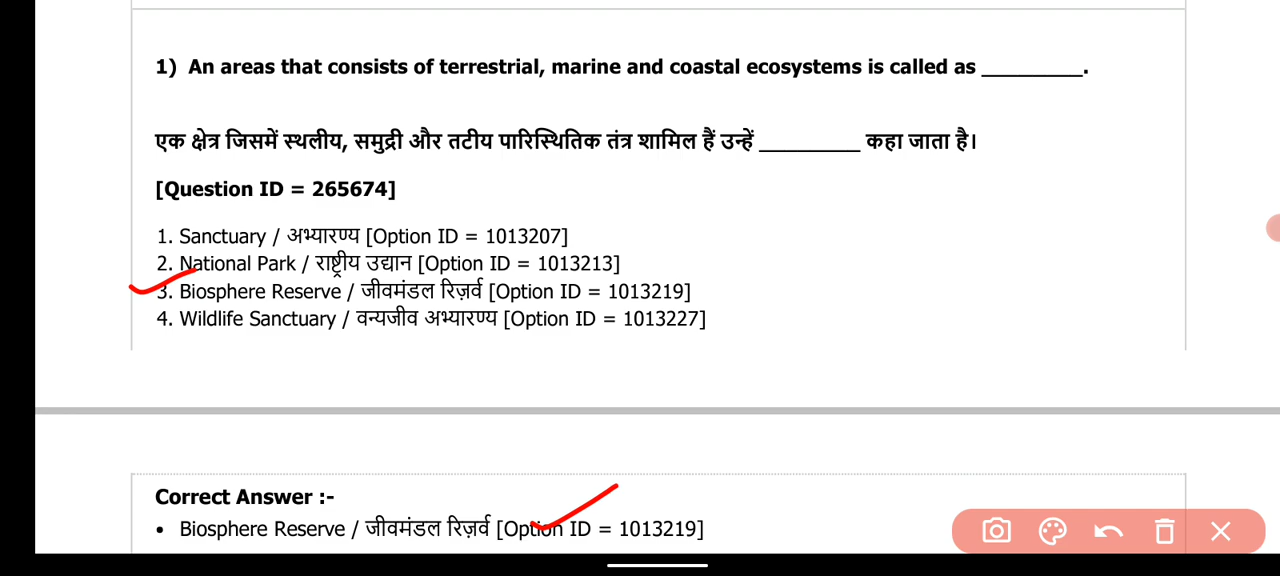 1) An areas that consists of terrestrial, marine and coastal ecosystems is called as ________.
एक क्षेत्र जिसमें स्थलीय, समुद्री और तटीय पारिस्थितिक तंत्र शामिल हैं उन्हें ________ कहा जाता है।
[Question ID = 265674]
1. Sanctuary / अभ्यारण्य [Option ID = 1013207]
2. National Park / राष्ट्रीय उद्यान [Option ID = 1013213]
3. Biosphere Reserve / जीवमंडल रिज़र्व [Option ID = 1013219]
4. Wildlife Sanctuary / वन्यजीव अभ्यारण्य [Option ID = 1013227]
Correct Answer :-
• Biosphere Reserve / जीवमंडल रिज़र्व [Option ID = 1013219]